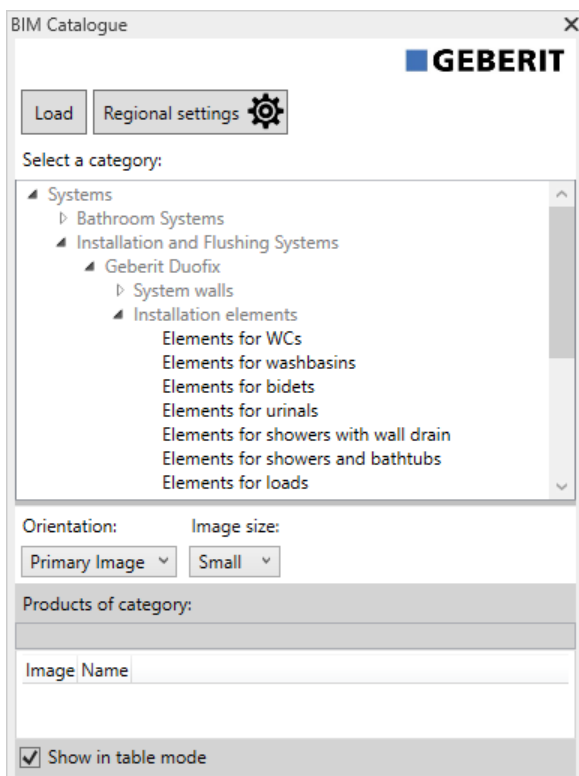 BIM Catalogue
GEBERIT
Load Regional settings
Select a category:
Systems
Bathroom Systems
Installation and Flushing Systems
Geberit Duofix
System walls
Installation elements
Elements for WCs
Elements for washbasins
Elements for bidets
Elements for urinals
Elements for showers with wall drain
Elements for showers and bathtubs
Elements for loads
Orientation: Image size:
Primary Image Small
Products of category:
Image Name
Show in table mode